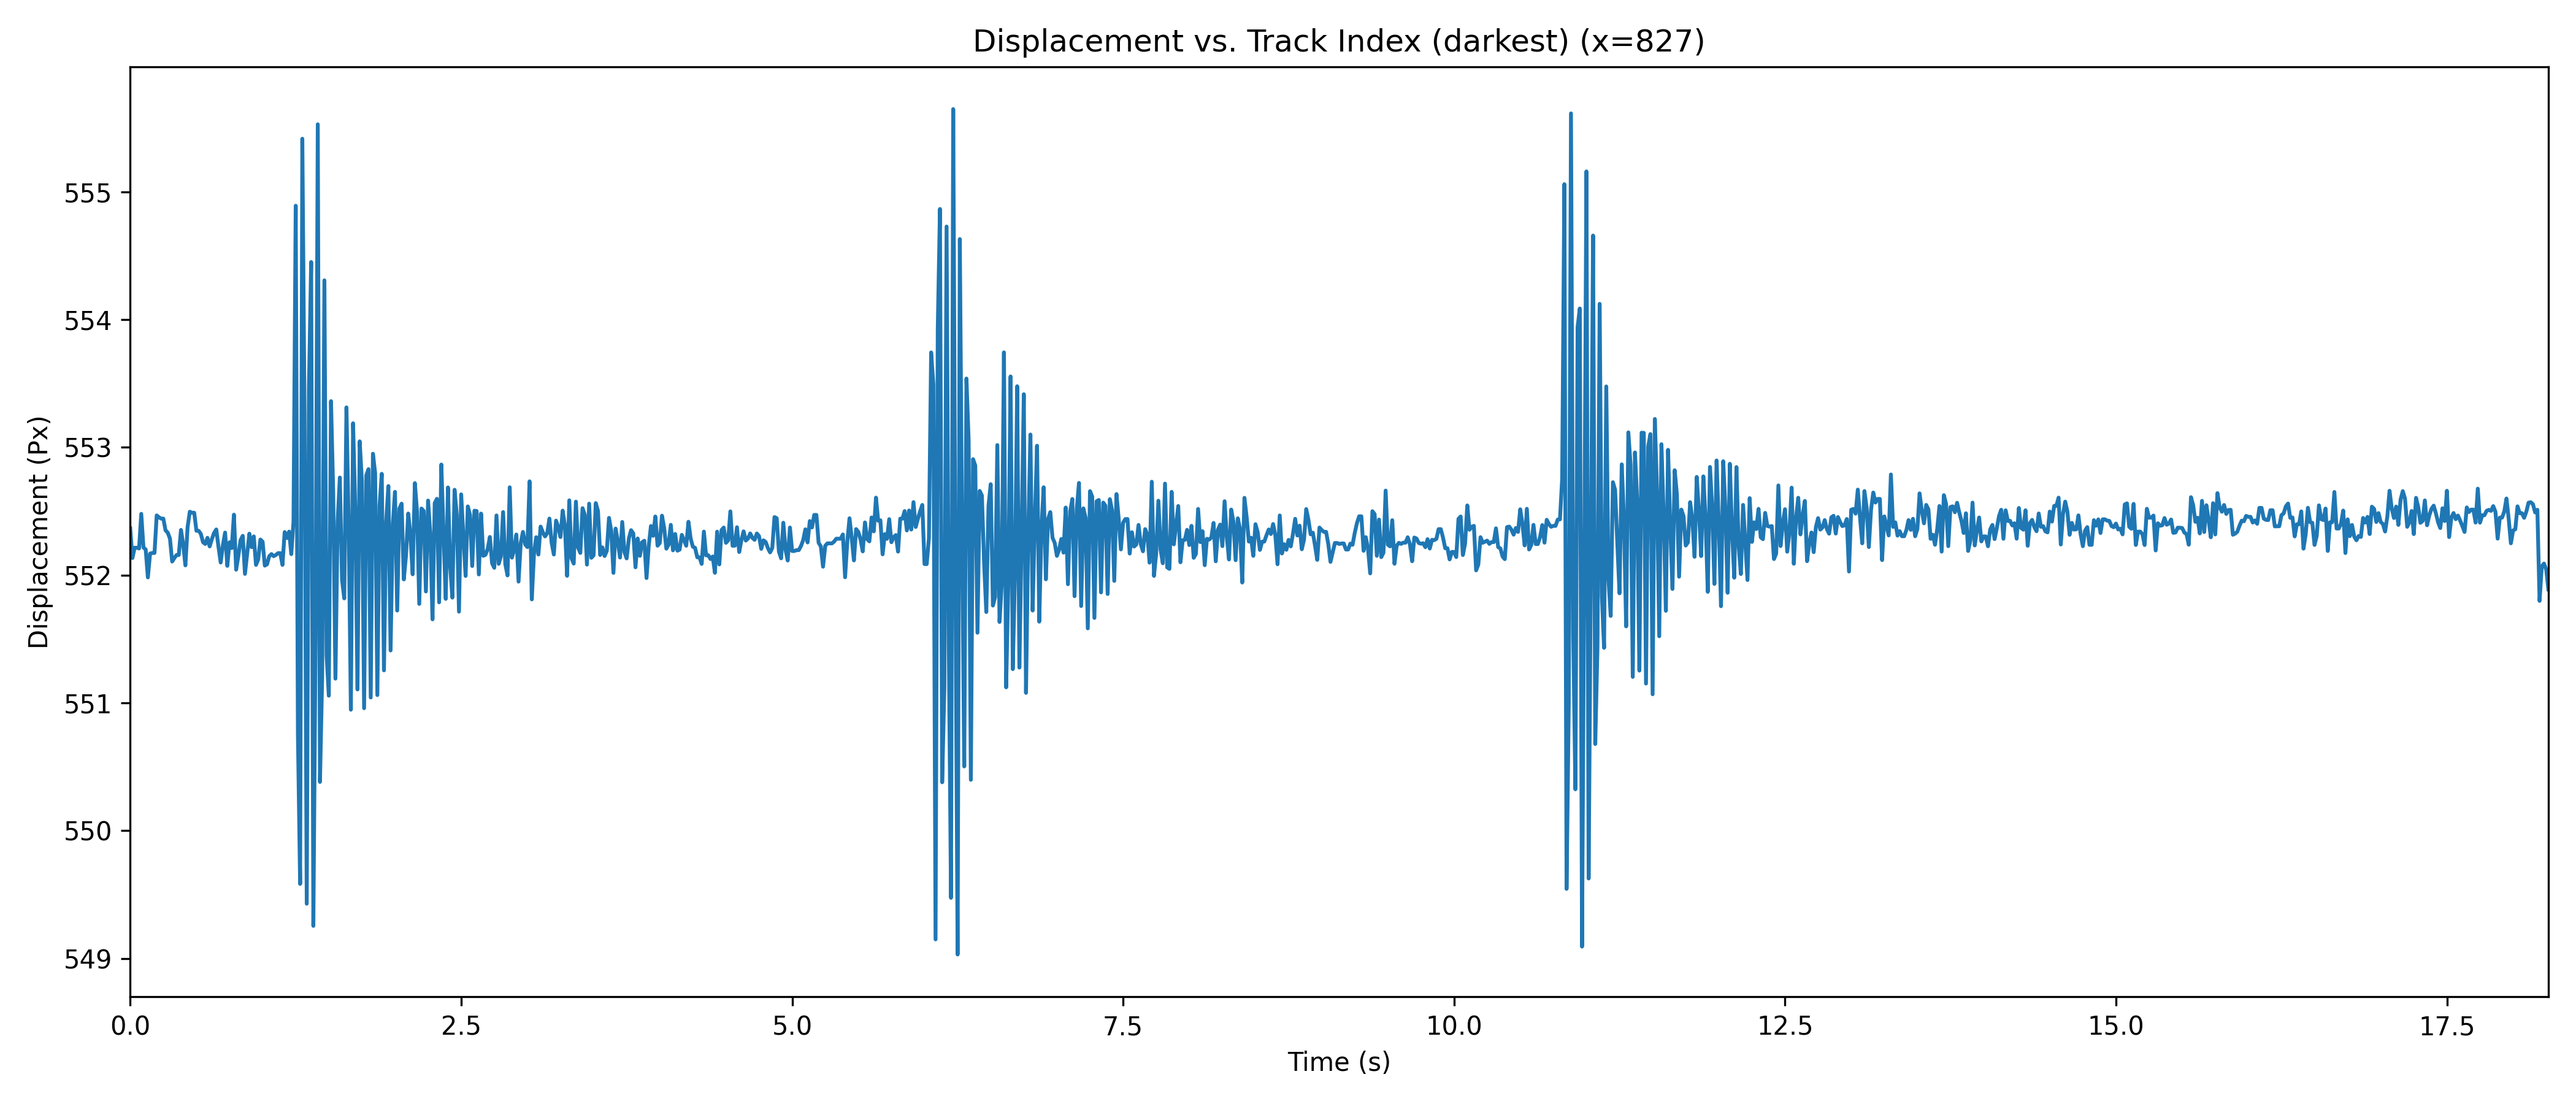 Displacement vs. Track Index (darkest) (x=827)
555
554
553
552
551
550
549
Displacement (Px)
0.0 2.5 5.0 7.5 10.0 12.5 15.0 17.5
Time (s)